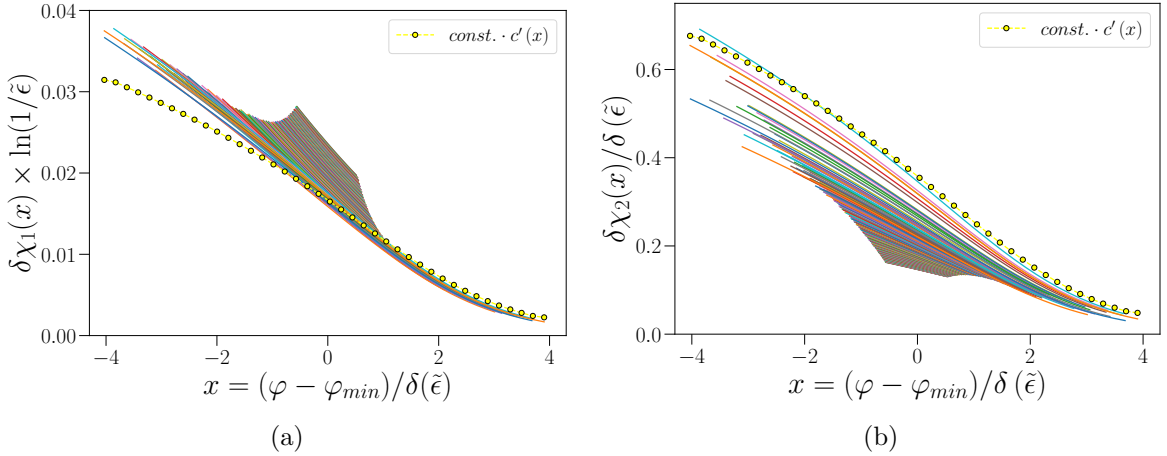 0.04
0.03
0.02
0.01
0.00
−4
−2
0
2
4
δχ₁(x) × ln(1/ϵ̃)
x = (φ − φ_min)/δ(ϵ̃)
const. · c′(x)
(a)
0.6
0.4
0.2
0.0
−4
−2
0
2
4
δχ₂(x)/δ (ϵ̃)
x = (φ − φ_min)/δ (ϵ̃)
const. · c′(x)
(b)